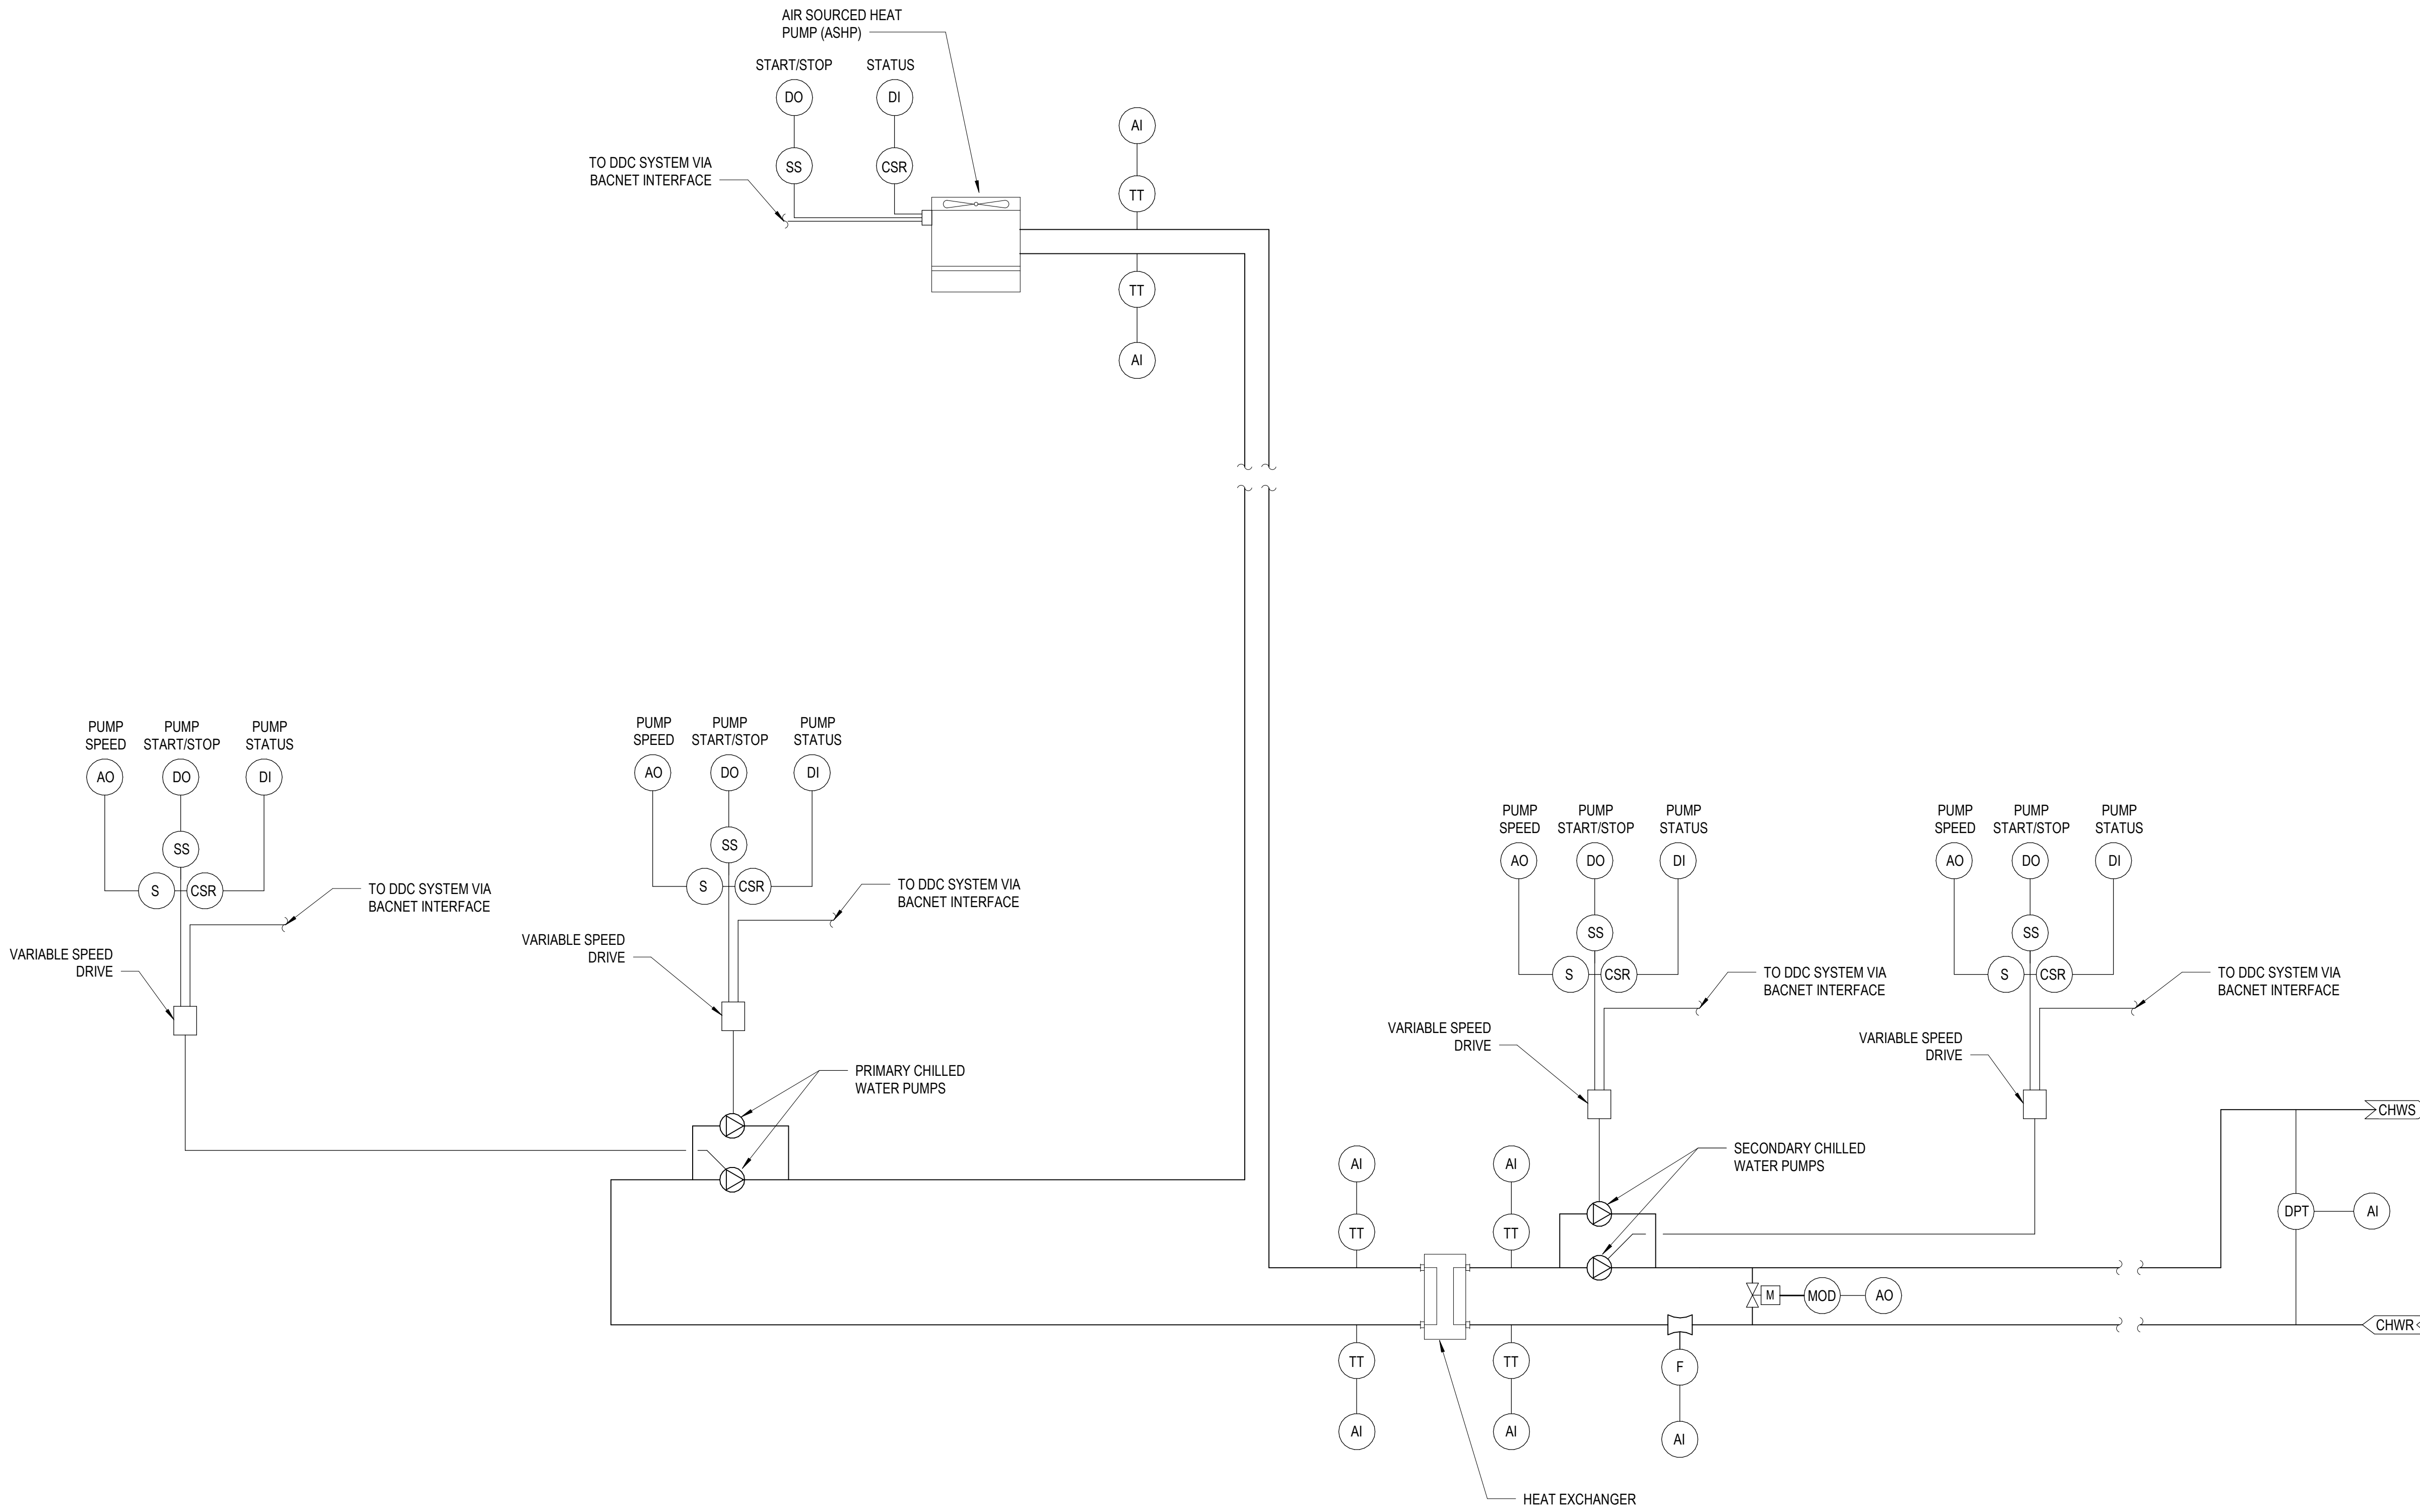 AIR SOURCED HEAT
PUMP (ASHP)
START/STOP
STATUS
DO
DI
AI
TO DDC SYSTEM VIA
BACNET INTERFACE
SS
CSR
TT
TT
AI
PUMP
SPEED
PUMP
START/STOP
PUMP
STATUS
AO
DO
DI
SS
S
CSR
TO DDC SYSTEM VIA
BACNET INTERFACE
VARIABLE SPEED
DRIVE
PUMP
SPEED
PUMP
START/STOP
PUMP
STATUS
AO
DO
DI
SS
S
CSR
TO DDC SYSTEM VIA
BACNET INTERFACE
VARIABLE SPEED
DRIVE
PRIMARY CHILLED
WATER PUMPS
PUMP
SPEED
PUMP
START/STOP
PUMP
STATUS
AO
DO
DI
SS
S
CSR
TO DDC SYSTEM VIA
BACNET INTERFACE
VARIABLE SPEED
DRIVE
PUMP
SPEED
PUMP
START/STOP
PUMP
STATUS
AO
DO
DI
SS
S
CSR
TO DDC SYSTEM VIA
BACNET INTERFACE
VARIABLE SPEED
DRIVE
CHWS
SECONDARY CHILLED
WATER PUMPS
AI
AI
TT
TT
DPT
AI
M
MOD
AO
CHWR
TT
TT
F
AI
AI
AI
HEAT EXCHANGER